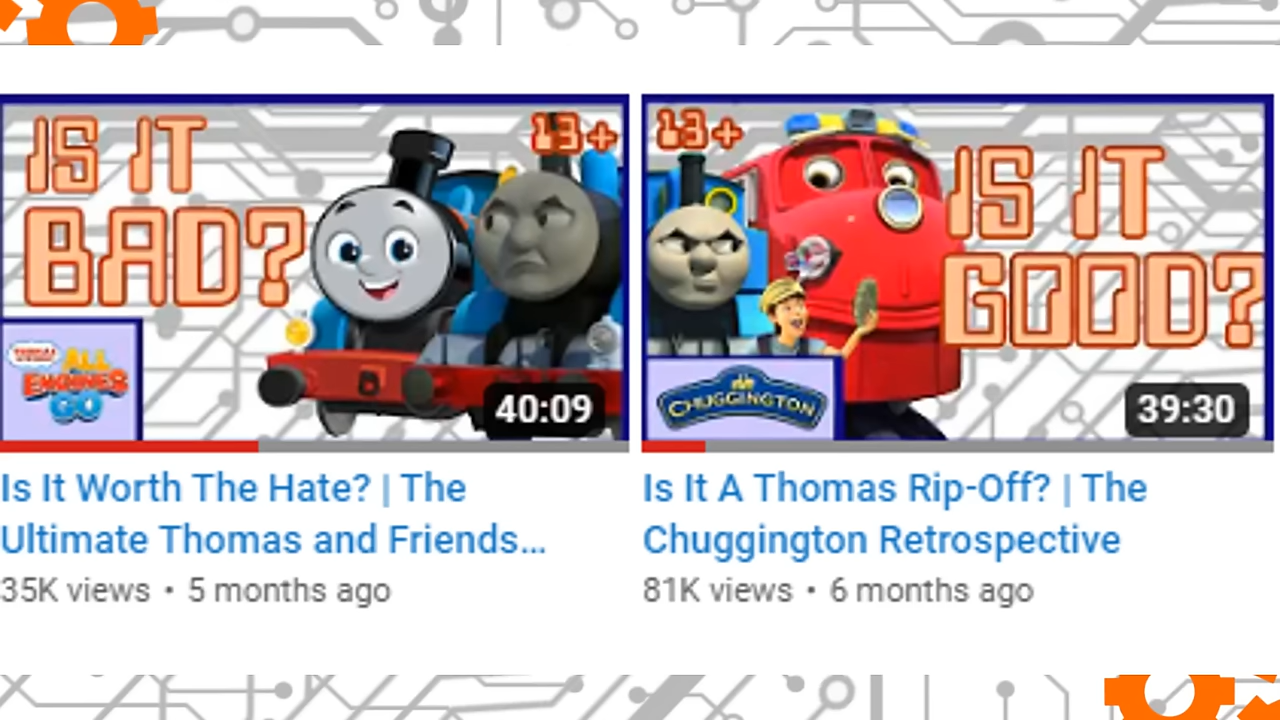 IS IT
BAD?
13+
THOMAS
ALL
ENGINES
GO
40:09
13+
IS IT
GOOD?
CHUGGINGTON
39:30
Is It Worth The Hate? | The
Ultimate Thomas and Friends...
35K views • 5 months ago
Is It A Thomas Rip-Off? | The
Chuggington Retrospective
81K views • 6 months ago